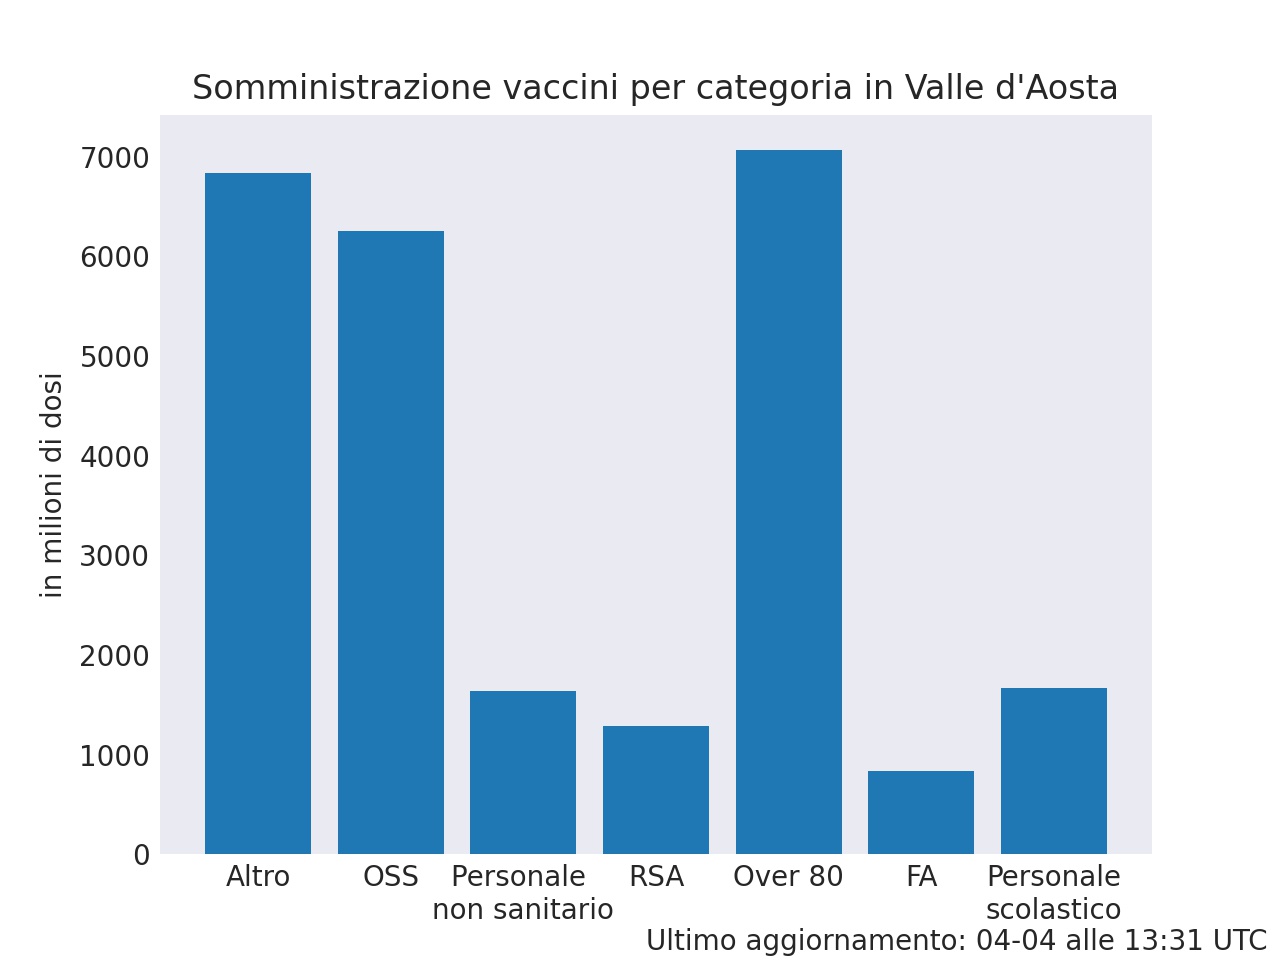 Somministrazione vaccini per categoria in Valle d'Aosta
7000
6000
5000
4000
3000
2000
1000
0
in milioni di dosi
Altro OSS Personale RSA Over 80 FA Personale
non sanitario scolastico
Ultimo aggiornamento: 04-04 alle 13:31 UTC